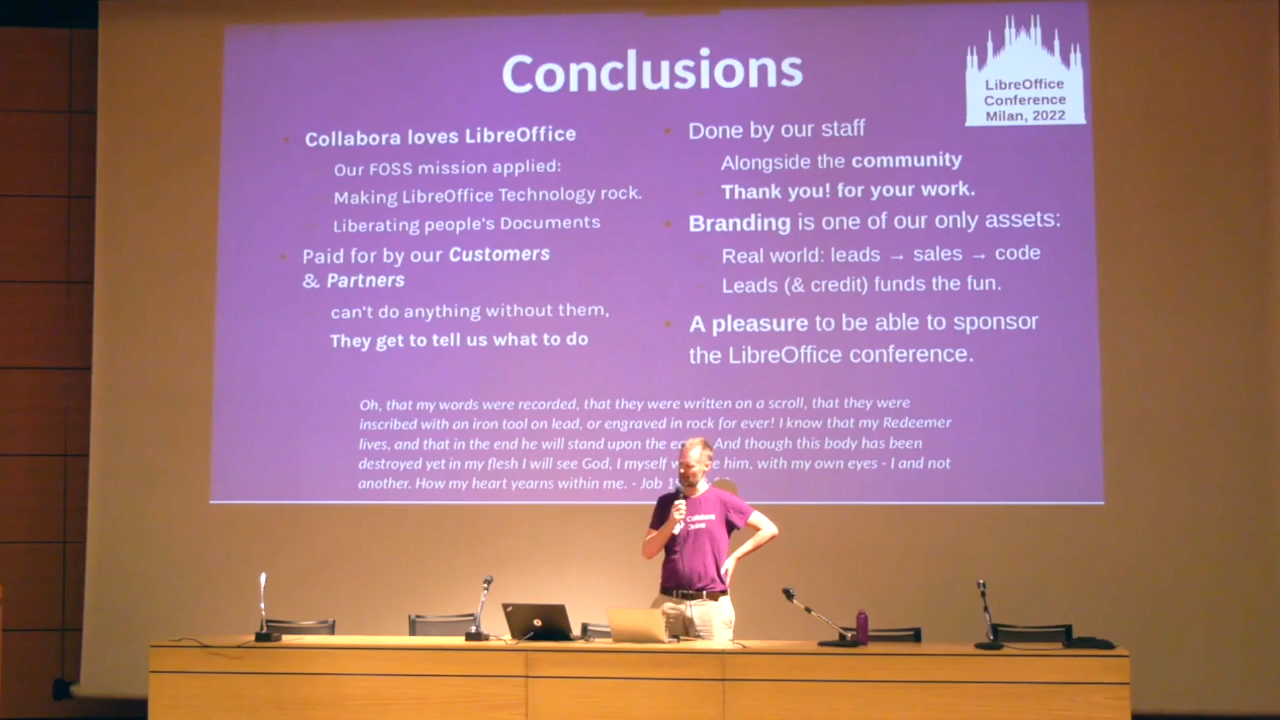 Conclusions
LibreOffice
Conference
Milan, 2022
Collabora loves LibreOffice
Our FOSS mission applied:
Making LibreOffice Technology rock.
Liberating people's Documents
Paid for by our Customers
& Partners
can't do anything without them,
They get to tell us what to do
Done by our staff
Alongside the community
Thank you! for your work.
Branding is one of our only assets:
Real world: leads → sales → code
Leads (& credit) funds the fun.
A pleasure to be able to sponsor
the LibreOffice conference.
Oh, that my words were recorded, that they were written on a scroll, that they were
inscribed with an iron tool on lead, or engraved in rock for ever! I know that my Redeemer
lives, and that in the end he will stand upon the And though this body has been
destroyed yet in my flesh I will see God, I myself him, with my own eyes - I and not
another. How my heart yearns within me. - Job
Collabora
Online